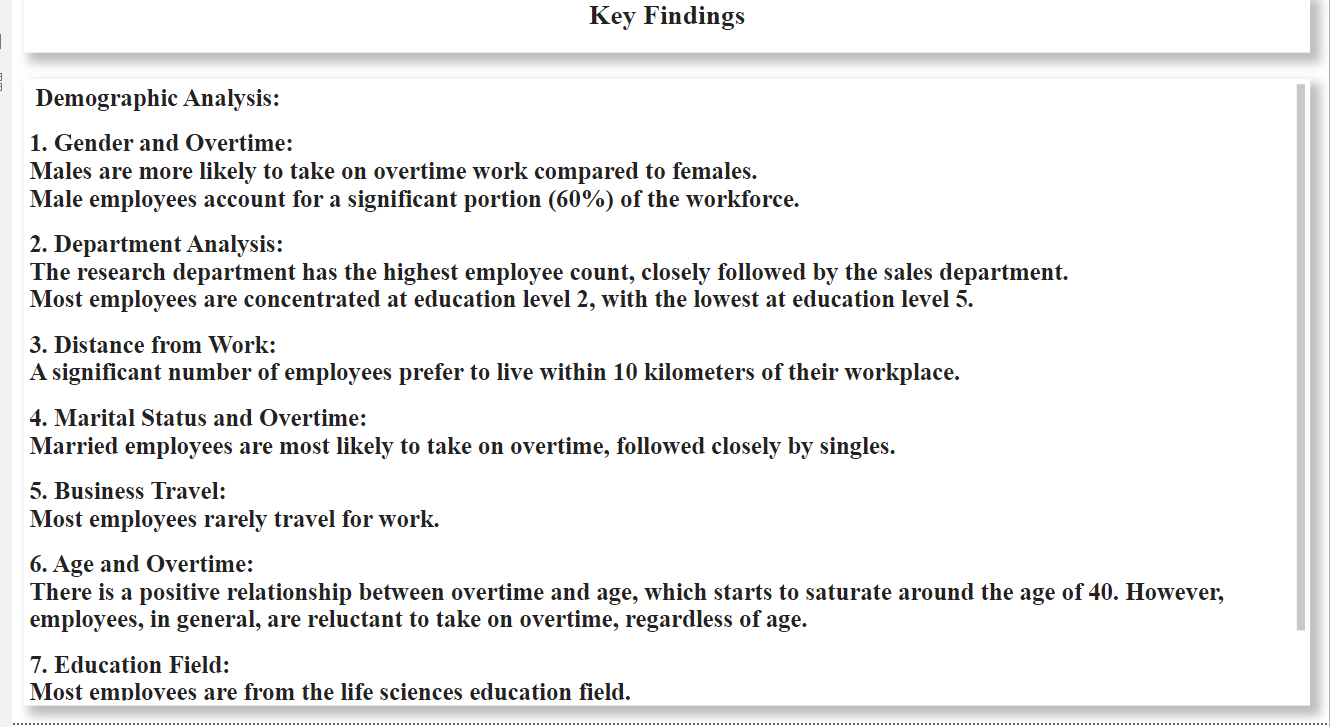 Key Findings
Demographic Analysis:
1. Gender and Overtime:
Males are more likely to take on overtime work compared to females.
Male employees account for a significant portion (60%) of the workforce.
2. Department Analysis:
The research department has the highest employee count, closely followed by the sales department.
Most employees are concentrated at education level 2, with the lowest at education level 5.
3. Distance from Work:
A significant number of employees prefer to live within 10 kilometers of their workplace.
4. Marital Status and Overtime:
Married employees are most likely to take on overtime, followed closely by singles.
5. Business Travel:
Most employees rarely travel for work.
6. Age and Overtime:
There is a positive relationship between overtime and age, which starts to saturate around the age of 40. However,
employees, in general, are reluctant to take on overtime, regardless of age.
7. Education Field:
Most employees are from the life sciences education field.